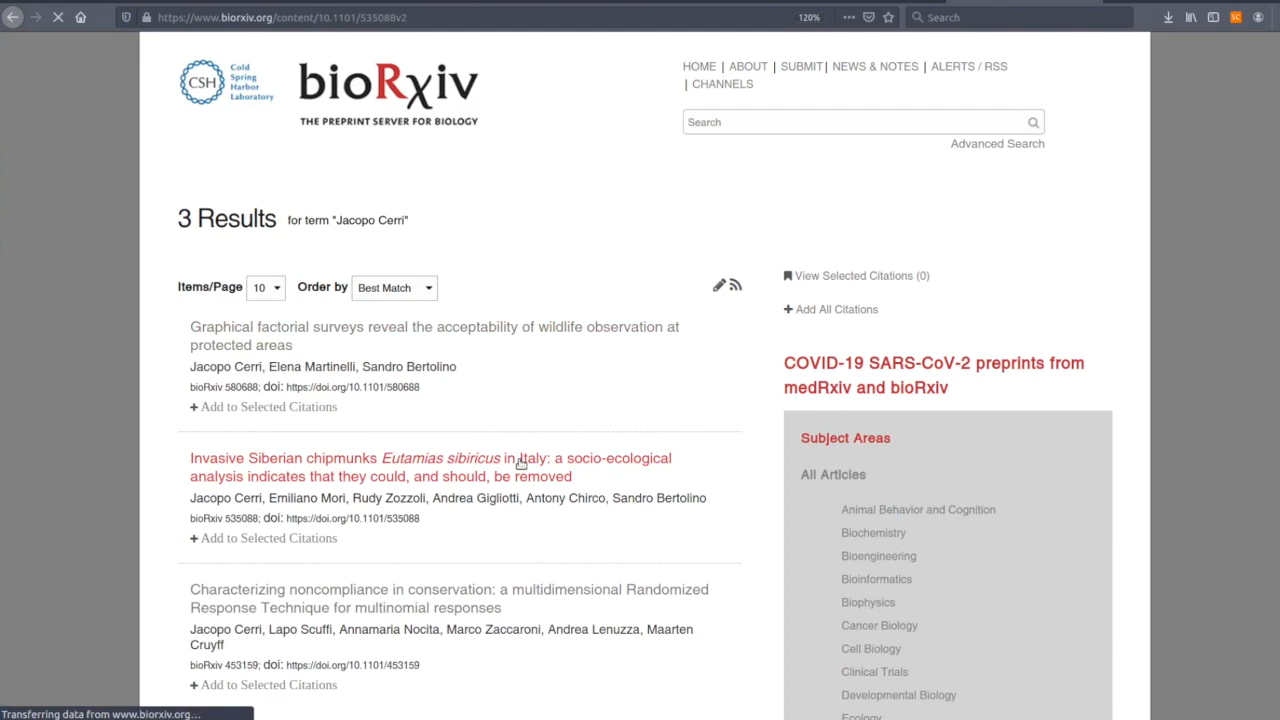 https://www.biorxiv.org/content/10.1101/535088v2
120%
Search
SC
CSH
Cold
Spring
Harbor
Laboratory
bioRxiv
THE PREPRINT SERVER FOR BIOLOGY
HOME | ABOUT | SUBMIT | NEWS & NOTES | ALERTS / RSS
| CHANNELS
Search
Advanced Search
3 Results for term "Jacopo Cerri"
Items/Page 10 Order by Best Match
Graphical factorial surveys reveal the acceptability of wildlife observation at
protected areas
Jacopo Cerri, Elena Martinelli, Sandro Bertolino
bioRxiv 580688; doi: https://doi.org/10.1101/580688
+ Add to Selected Citations
Invasive Siberian chipmunks Eutamias sibiricus in Italy: a socio-ecological
analysis indicates that they could, and should, be removed
Jacopo Cerri, Emiliano Mori, Rudy Zozzoli, Andrea Gigliotti, Antony Chirco, Sandro Bertolino
bioRxiv 535088; doi: https://doi.org/10.1101/535088
+ Add to Selected Citations
Characterizing noncompliance in conservation: a multidimensional Randomized
Response Technique for multinomial responses
Jacopo Cerri, Lapo Scuffi, Annamaria Nocita, Marco Zaccaroni, Andrea Lenuzza, Maarten
Cruyff
bioRxiv 453159; doi: https://doi.org/10.1101/453159
+ Add to Selected Citations
View Selected Citations (0)
+ Add All Citations
COVID-19 SARS-CoV-2 preprints from
medRxiv and bioRxiv
Subject Areas
All Articles
Animal Behavior and Cognition
Biochemistry
Bioengineering
Bioinformatics
Biophysics
Cancer Biology
Cell Biology
Clinical Trials
Developmental Biology
Ecology
Transferring data from www.biorxiv.org…